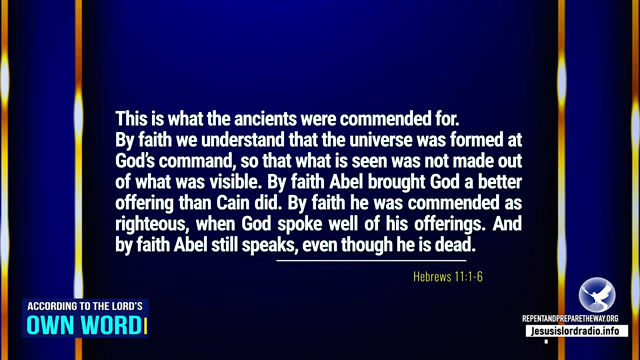 This is what the ancients were commended for.
By faith we understand that the universe was formed at
God's command, so that what is seen was not made out
of what was visible. By faith Abel brought God a better
offering than Cain did. By faith he was commended as
righteous, when God spoke well of his offerings. And
by faith Abel still speaks, even though he is dead.
Hebrews 11:1-6
ACCORDING TO THE LORD'S
OWN WORD
REPENTANDPREPARETHEWAY.ORG
Jesusislordradio.info